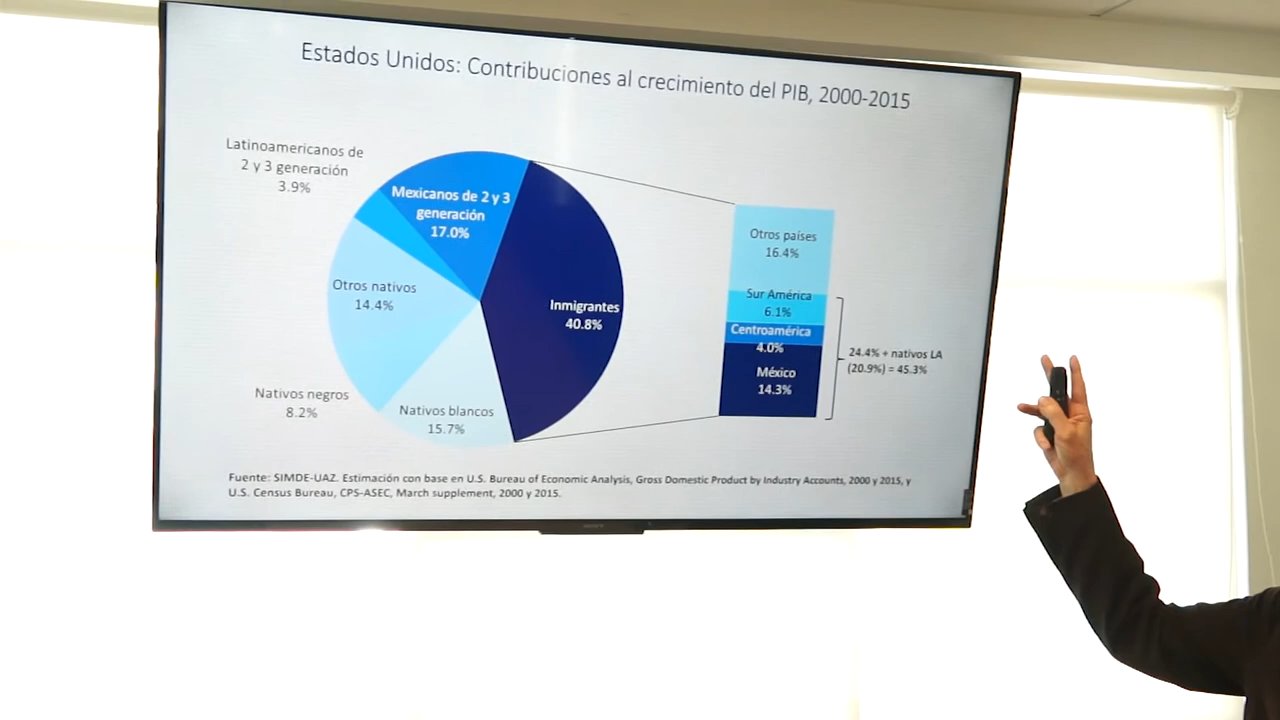 Estados Unidos: Contribuciones al crecimiento del PIB, 2000-2015
Latinoamericanos de
2 y 3 generación
3.9%
Mexicanos de 2 y 3
generación
17.0%
Otros nativos
14.4%
Inmigrantes
40.8%
Nativos negros
8.2%
Nativos blancos
15.7%
Otros países
16.4%
Sur América
6.1%
Centroamérica
4.0%
México
14.3%
24.4% + nativos LA
(20.9%) = 45.3%
Fuente: SIMDE-UAZ. Estimación con base en U.S. Bureau of Economic Analysis, Gross Domestic Product by Industry Accounts, 2000 y 2015, y
U.S. Census Bureau, CPS-ASEC, March supplement, 2000 y 2015.